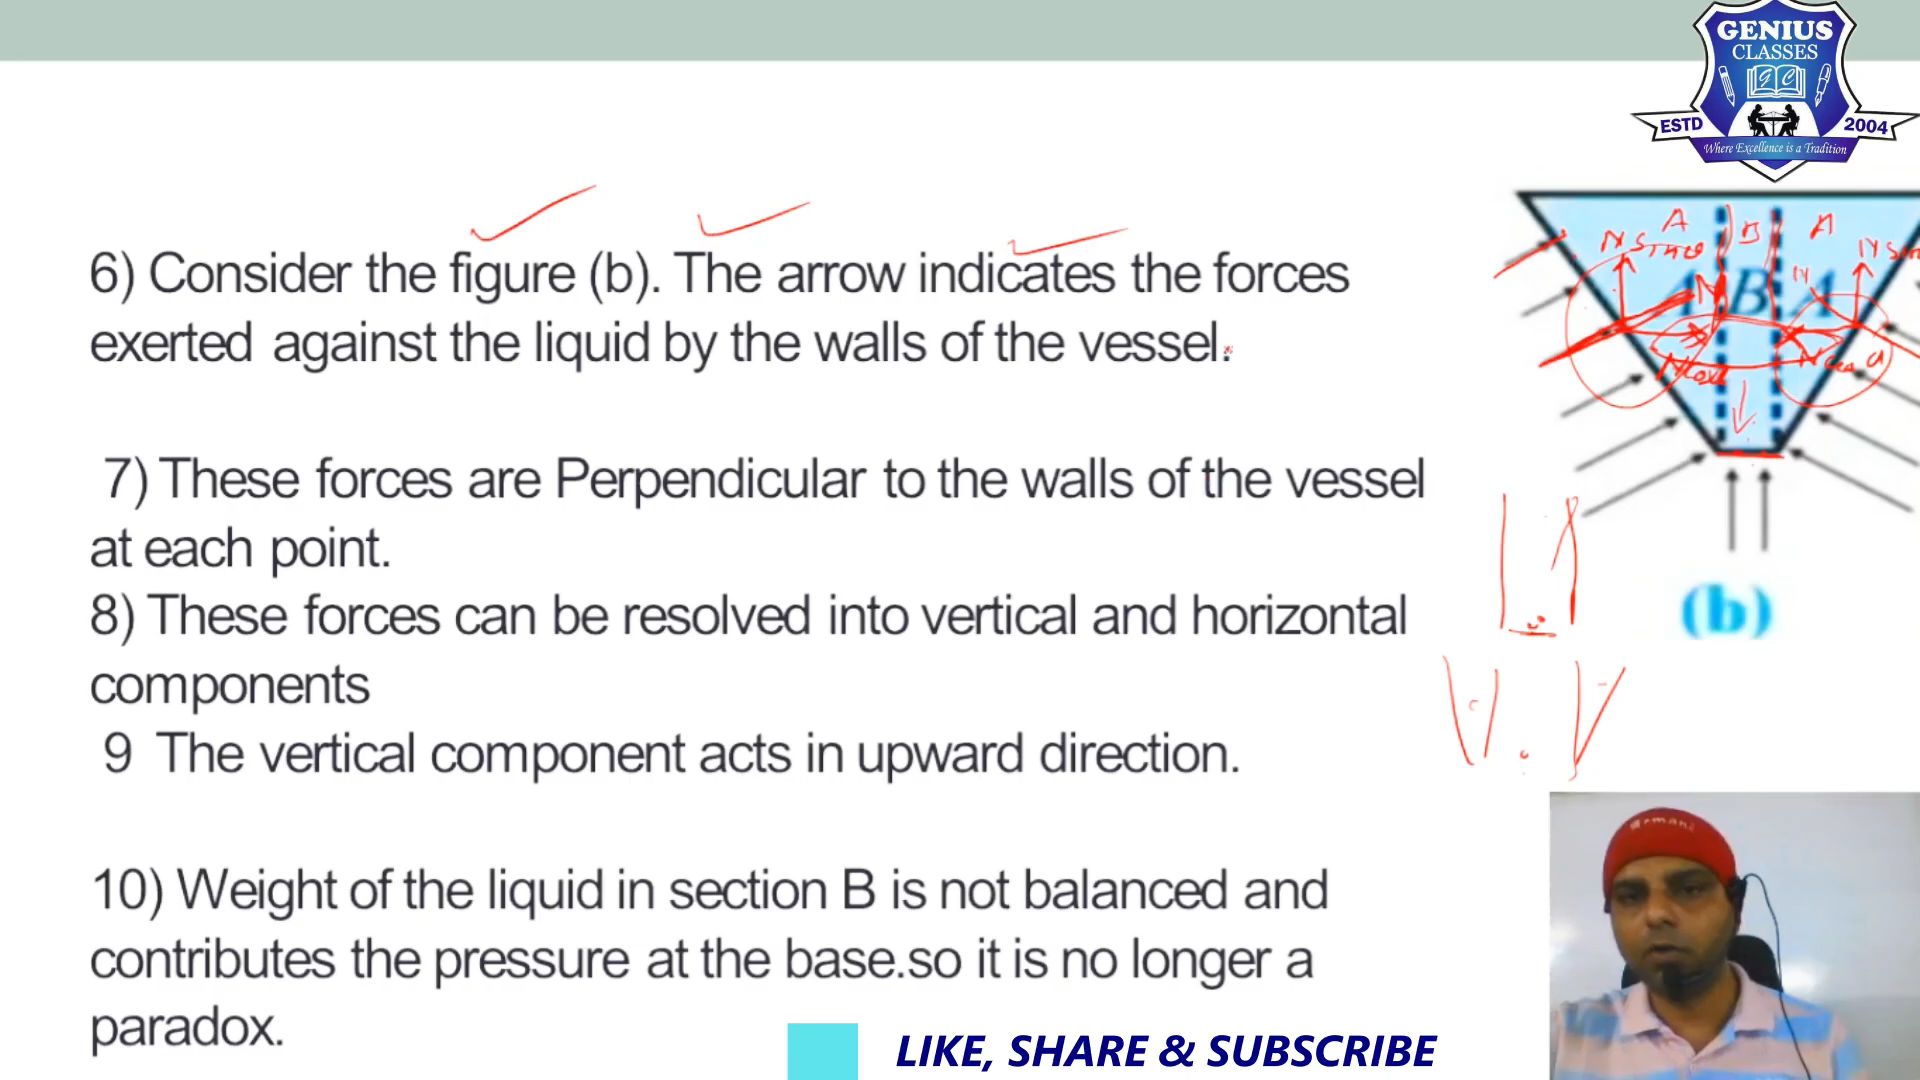 GENIUS
CLASSES
GC
ESTD
2004
Where Excellence is a Tradition
6) Consider the figure (b). The arrow indicates the forces
exerted against the liquid by the walls of the vessel.
7) These forces are Perpendicular to the walls of the vessel
at each point.
8) These forces can be resolved into vertical and horizontal
components
9 The vertical component acts in upward direction.
10) Weight of the liquid in section B is not balanced and
contributes the pressure at the base.so it is no longer a
paradox.
A B A
N sino
N sin
A B A
N
N
(b)
LIKE, SHARE & SUBSCRIBE